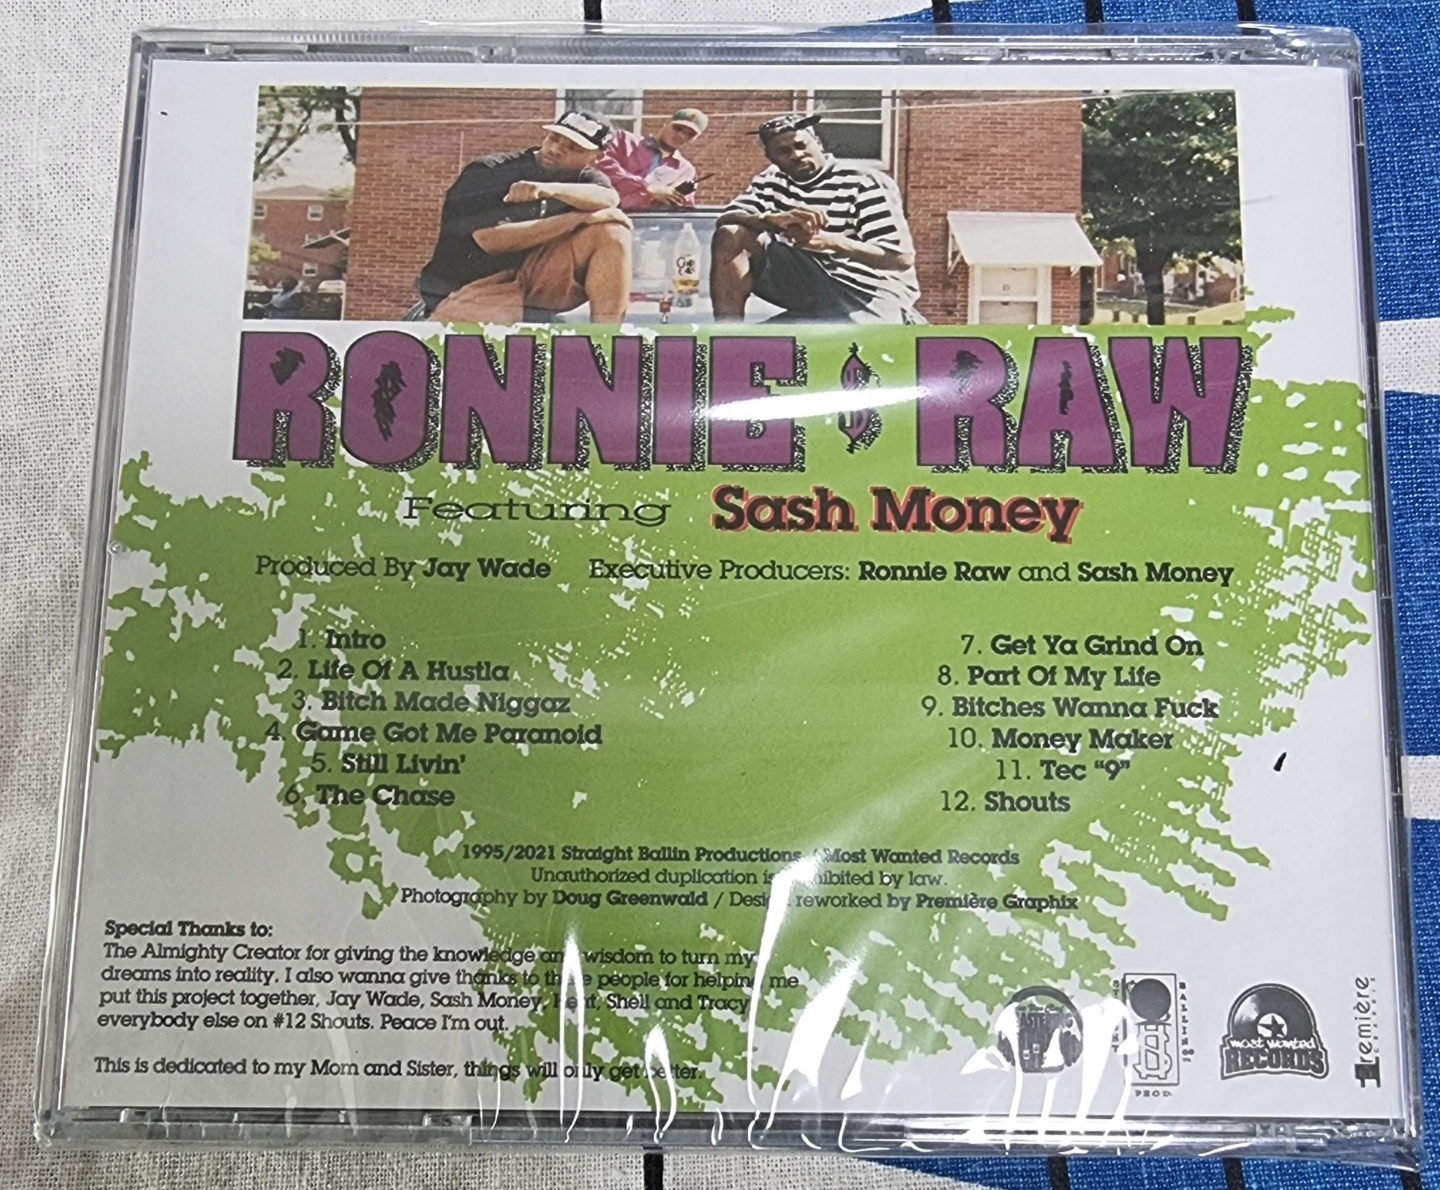 RONNIE $ RAW
Featuring Sash Money
Produced By Jay Wade Executive Producers: Ronnie Raw and Sash Money
1. Intro
2. Life Of A Hustla
3. Bitch Made Niggaz
4. Game Got Me Paranoid
5. Still Livin'
6. The Chase
7. Get Ya Grind On
8. Part Of My Life
9. Bitches Wanna Fuck
10. Money Maker
11. Tec "9"
12. Shouts
1995/2021 Straight Ballin Productions / Most Wanted Records
Unauthorized duplication is prohibited by law.
Photography by Doug Greenwald / Design reworked by Première Graphix
Special Thanks to:
The Almighty Creator for giving the knowledge and wisdom to turn my
dreams into reality. I also wanna give thanks to these people for helping me
put this project together, Jay Wade, Sash Money, Shell and Tracy
everybody else on #12 Shouts. Peace I'm out.
This is dedicated to my Mom and Sister, things will only get better.
BALLIN
PROD.
most wanted
RECORDS
1remière